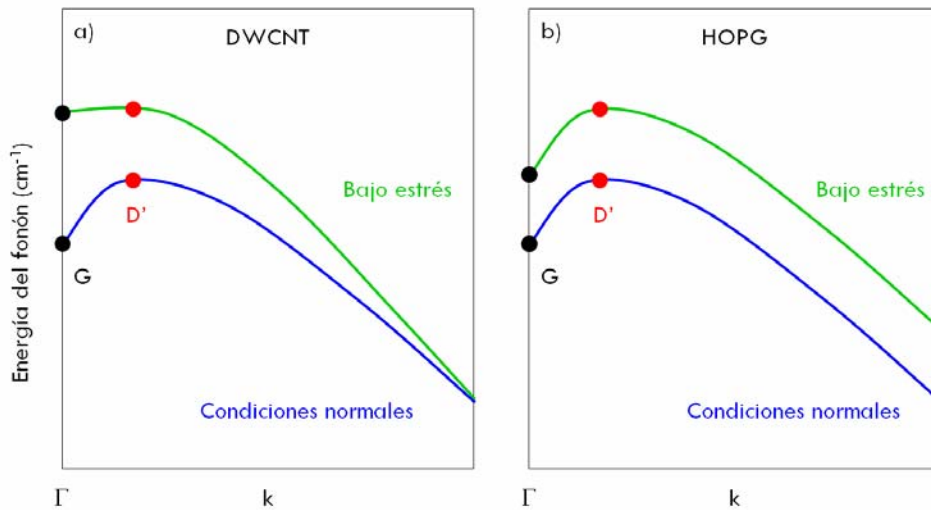 a)
DWCNT
Energía del fonón (cm⁻¹)
Bajo estrés
D'
G
Condiciones normales
Γ
k
b)
HOPG
Bajo estrés
D'
G
Condiciones normales
Γ
k